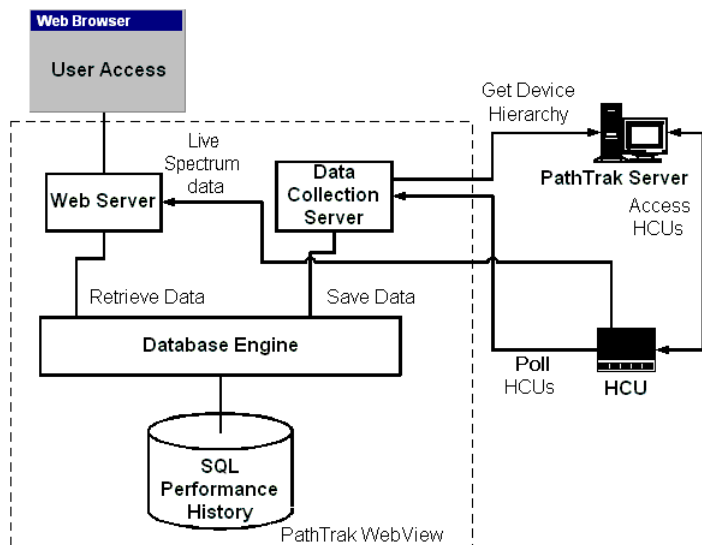 Web Browser
User Access
Get Device
Hierarchy
Live
Spectrum
data
Data
Collection
Server
Web Server
PathTrak Server
Access
HCUs
Retrieve Data
Save Data
Database Engine
Poll
HCUs
HCU
SQL
Performance
History
PathTrak WebView